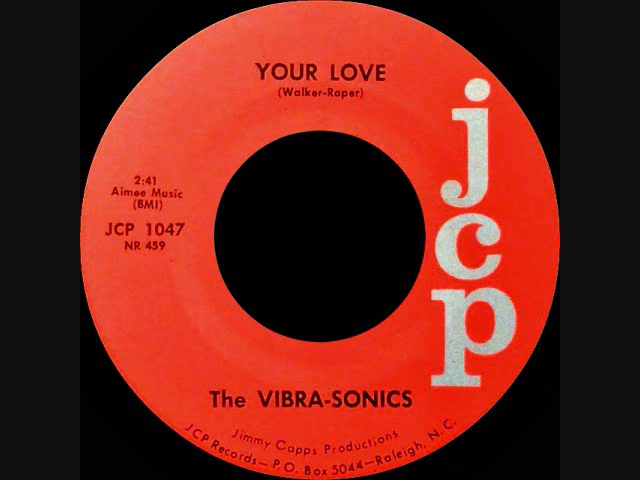 YOUR LOVE
(Walker-Raper)
2:41
Aimee Music
(BMI)
JCP 1047
NR 459
jcp
The VIBRA-SONICS
Jimmy Capps Productions
JCP Records—P.O. Box 5044—Raleigh, N.C.